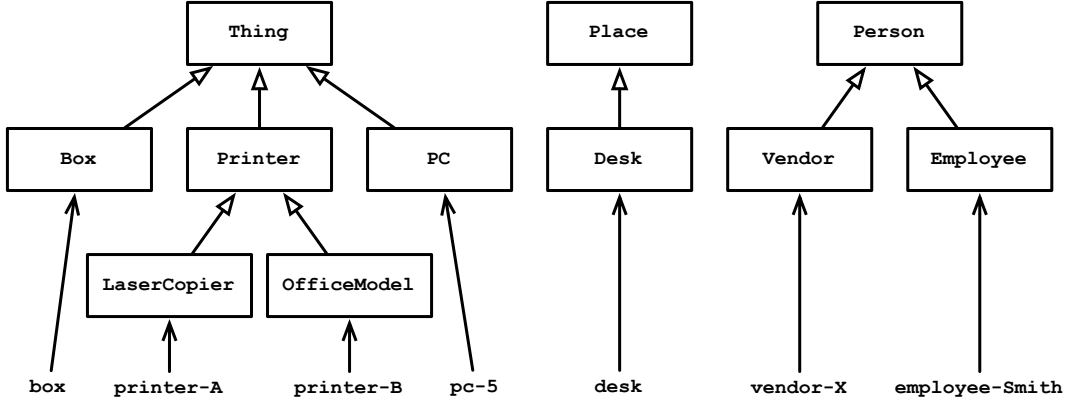 Thing
Place
Person
Box
Printer
PC
Desk
Vendor
Employee
LaserCopier
OfficeModel
box
printer-A
printer-B
pc-5
desk
vendor-X
employee-Smith